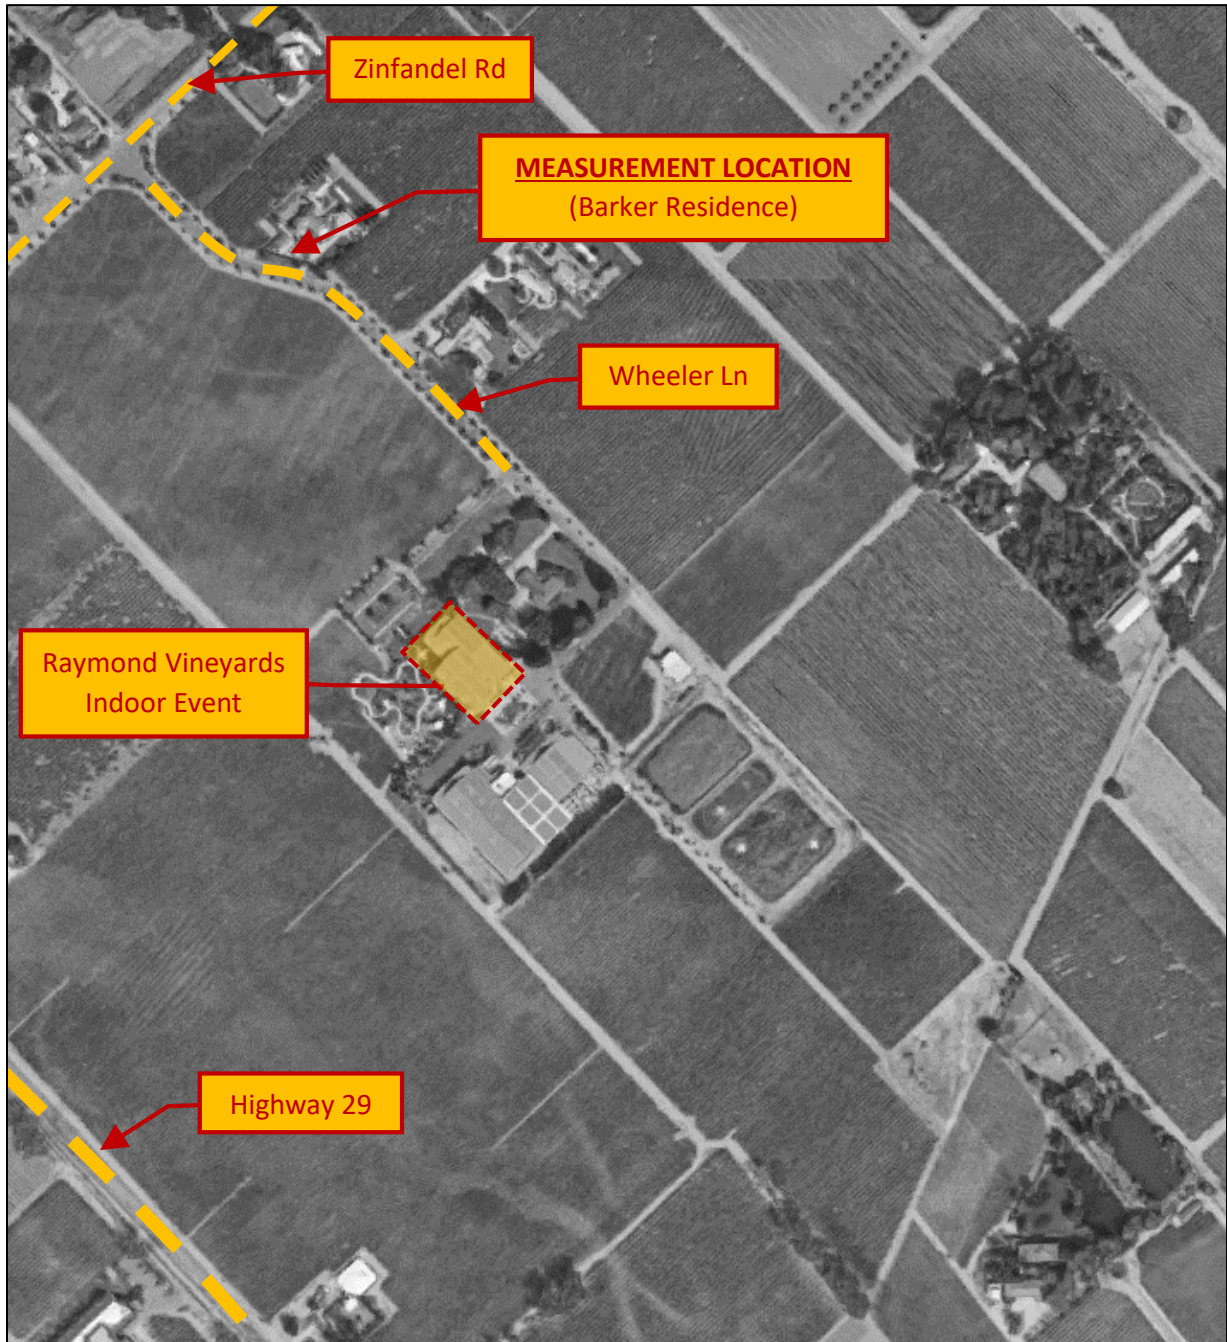 Zinfandel Rd
MEASUREMENT LOCATION
(Barker Residence)
Wheeler Ln
Raymond Vineyards
Indoor Event
Highway 29